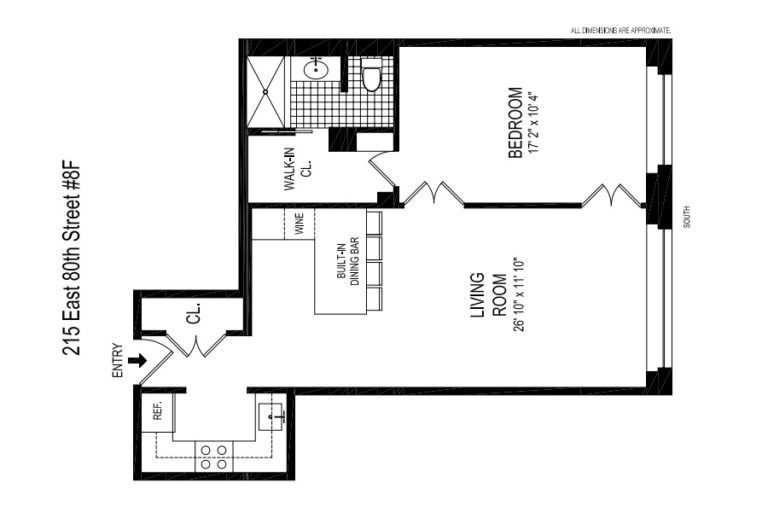 ALL DIMENSIONS ARE APPROXIMATE.
215 East 80th Street #8F
BEDROOM
17' 2" x 10' 4"
WALK-IN
CL.
WINE
BUILT-IN
DINING BAR
LIVING
ROOM
26' 10" x 11' 10"
SOUTH
CL.
ENTRY
REF.